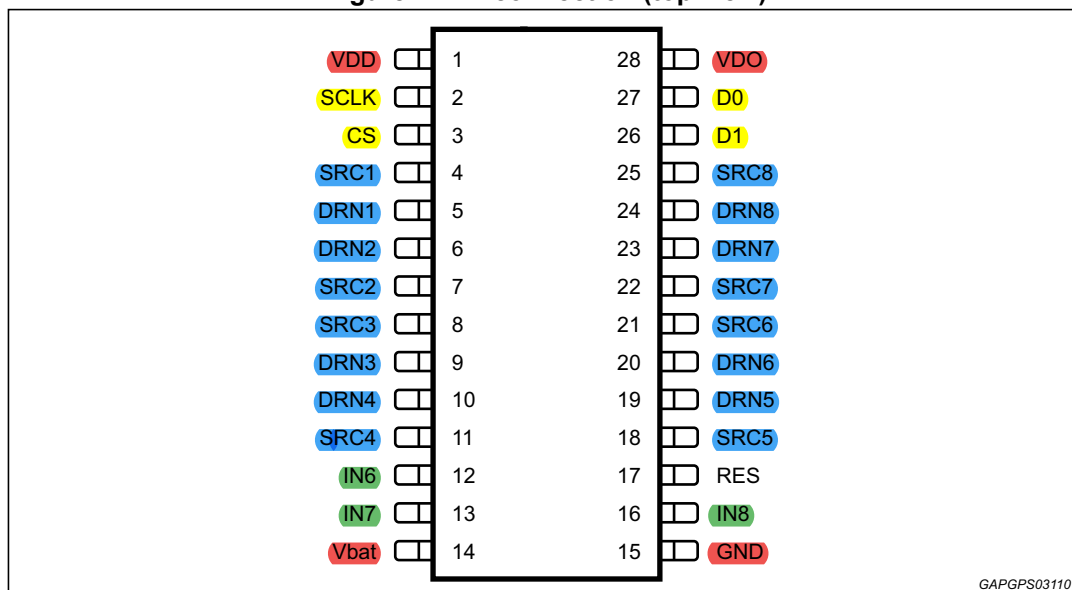 VDD 1 28 VDO
SCLK 2 27 D0
CS 3 26 D1
SRC1 4 25 SRC8
DRN1 5 24 DRN8
DRN2 6 23 DRN7
SRC2 7 22 SRC7
SRC3 8 21 SRC6
DRN3 9 20 DRN6
DRN4 10 19 DRN5
SRC4 11 18 SRC5
IN6 12 17 RES
IN7 13 16 IN8
Vbat 14 15 GND
GAPGPS03110